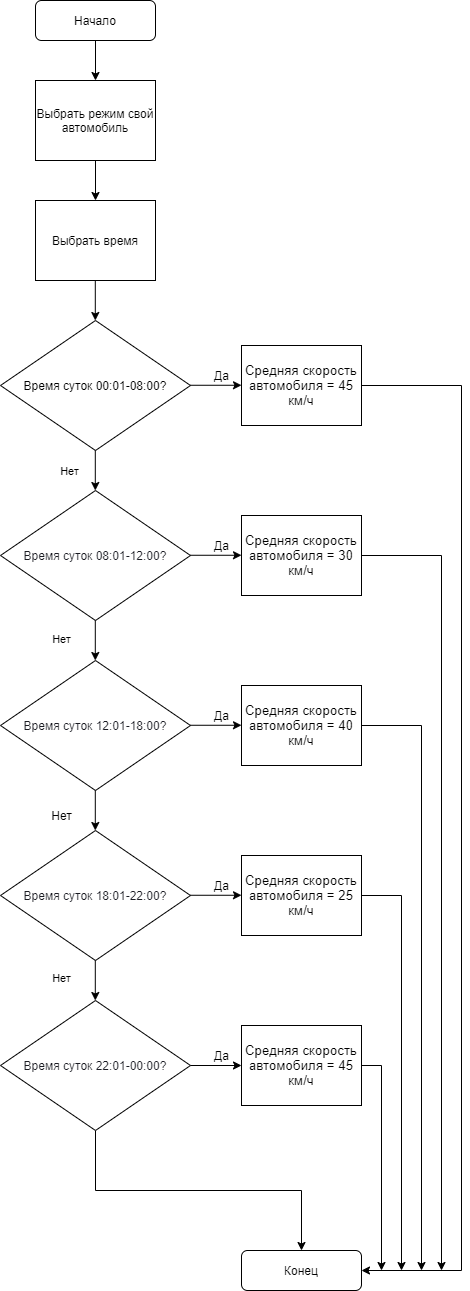 Начало
Выбрать режим свой
автомобиль
Выбрать время
Время суток 00:01-08:00?
Да
Средняя скорость
автомобиля = 45
км/ч
Нет
Время суток 08:01-12:00?
Да
Средняя скорость
автомобиля = 30
км/ч
Нет
Время суток 12:01-18:00?
Да
Средняя скорость
автомобиля = 40
км/ч
Нет
Время суток 18:01-22:00?
Да
Средняя скорость
автомобиля = 25
км/ч
Нет
Время суток 22:01-00:00?
Да
Средняя скорость
автомобиля = 45
км/ч
Конец